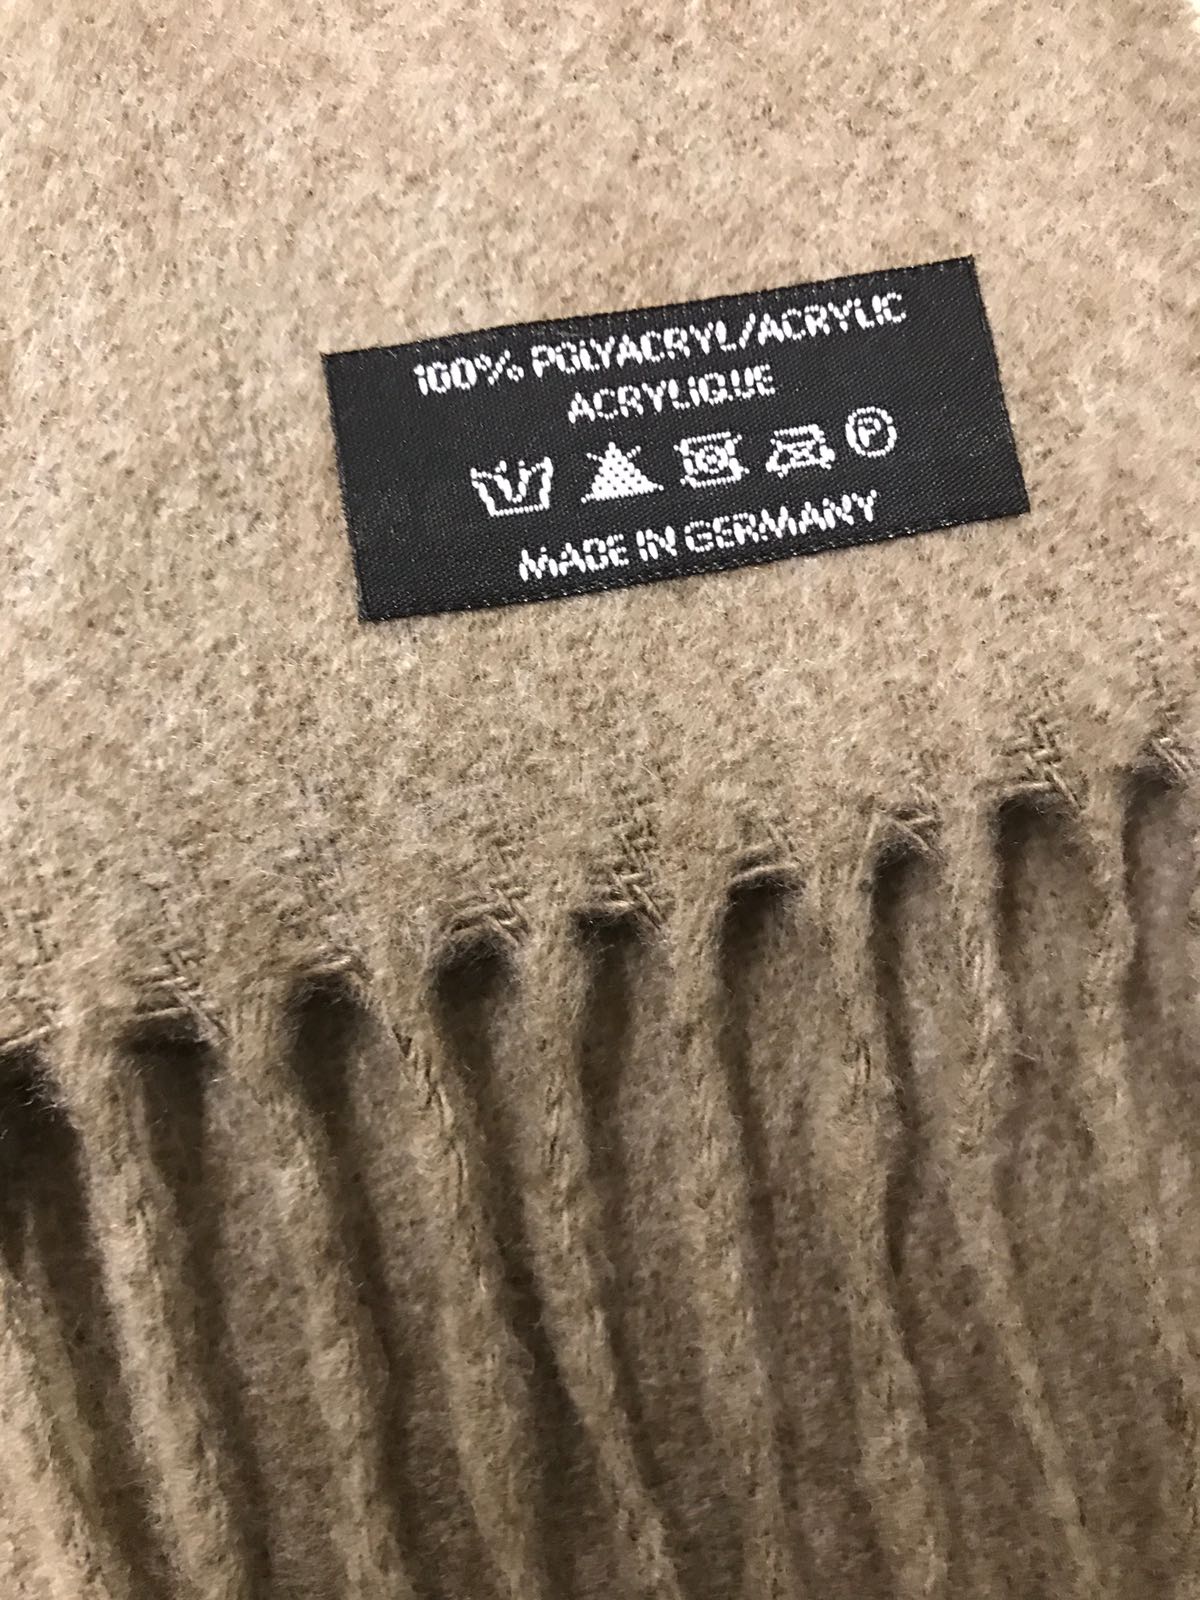 100% POLYACRYL/ACRYLIC
ACRYLIQUE
P
MADE IN GERMANY